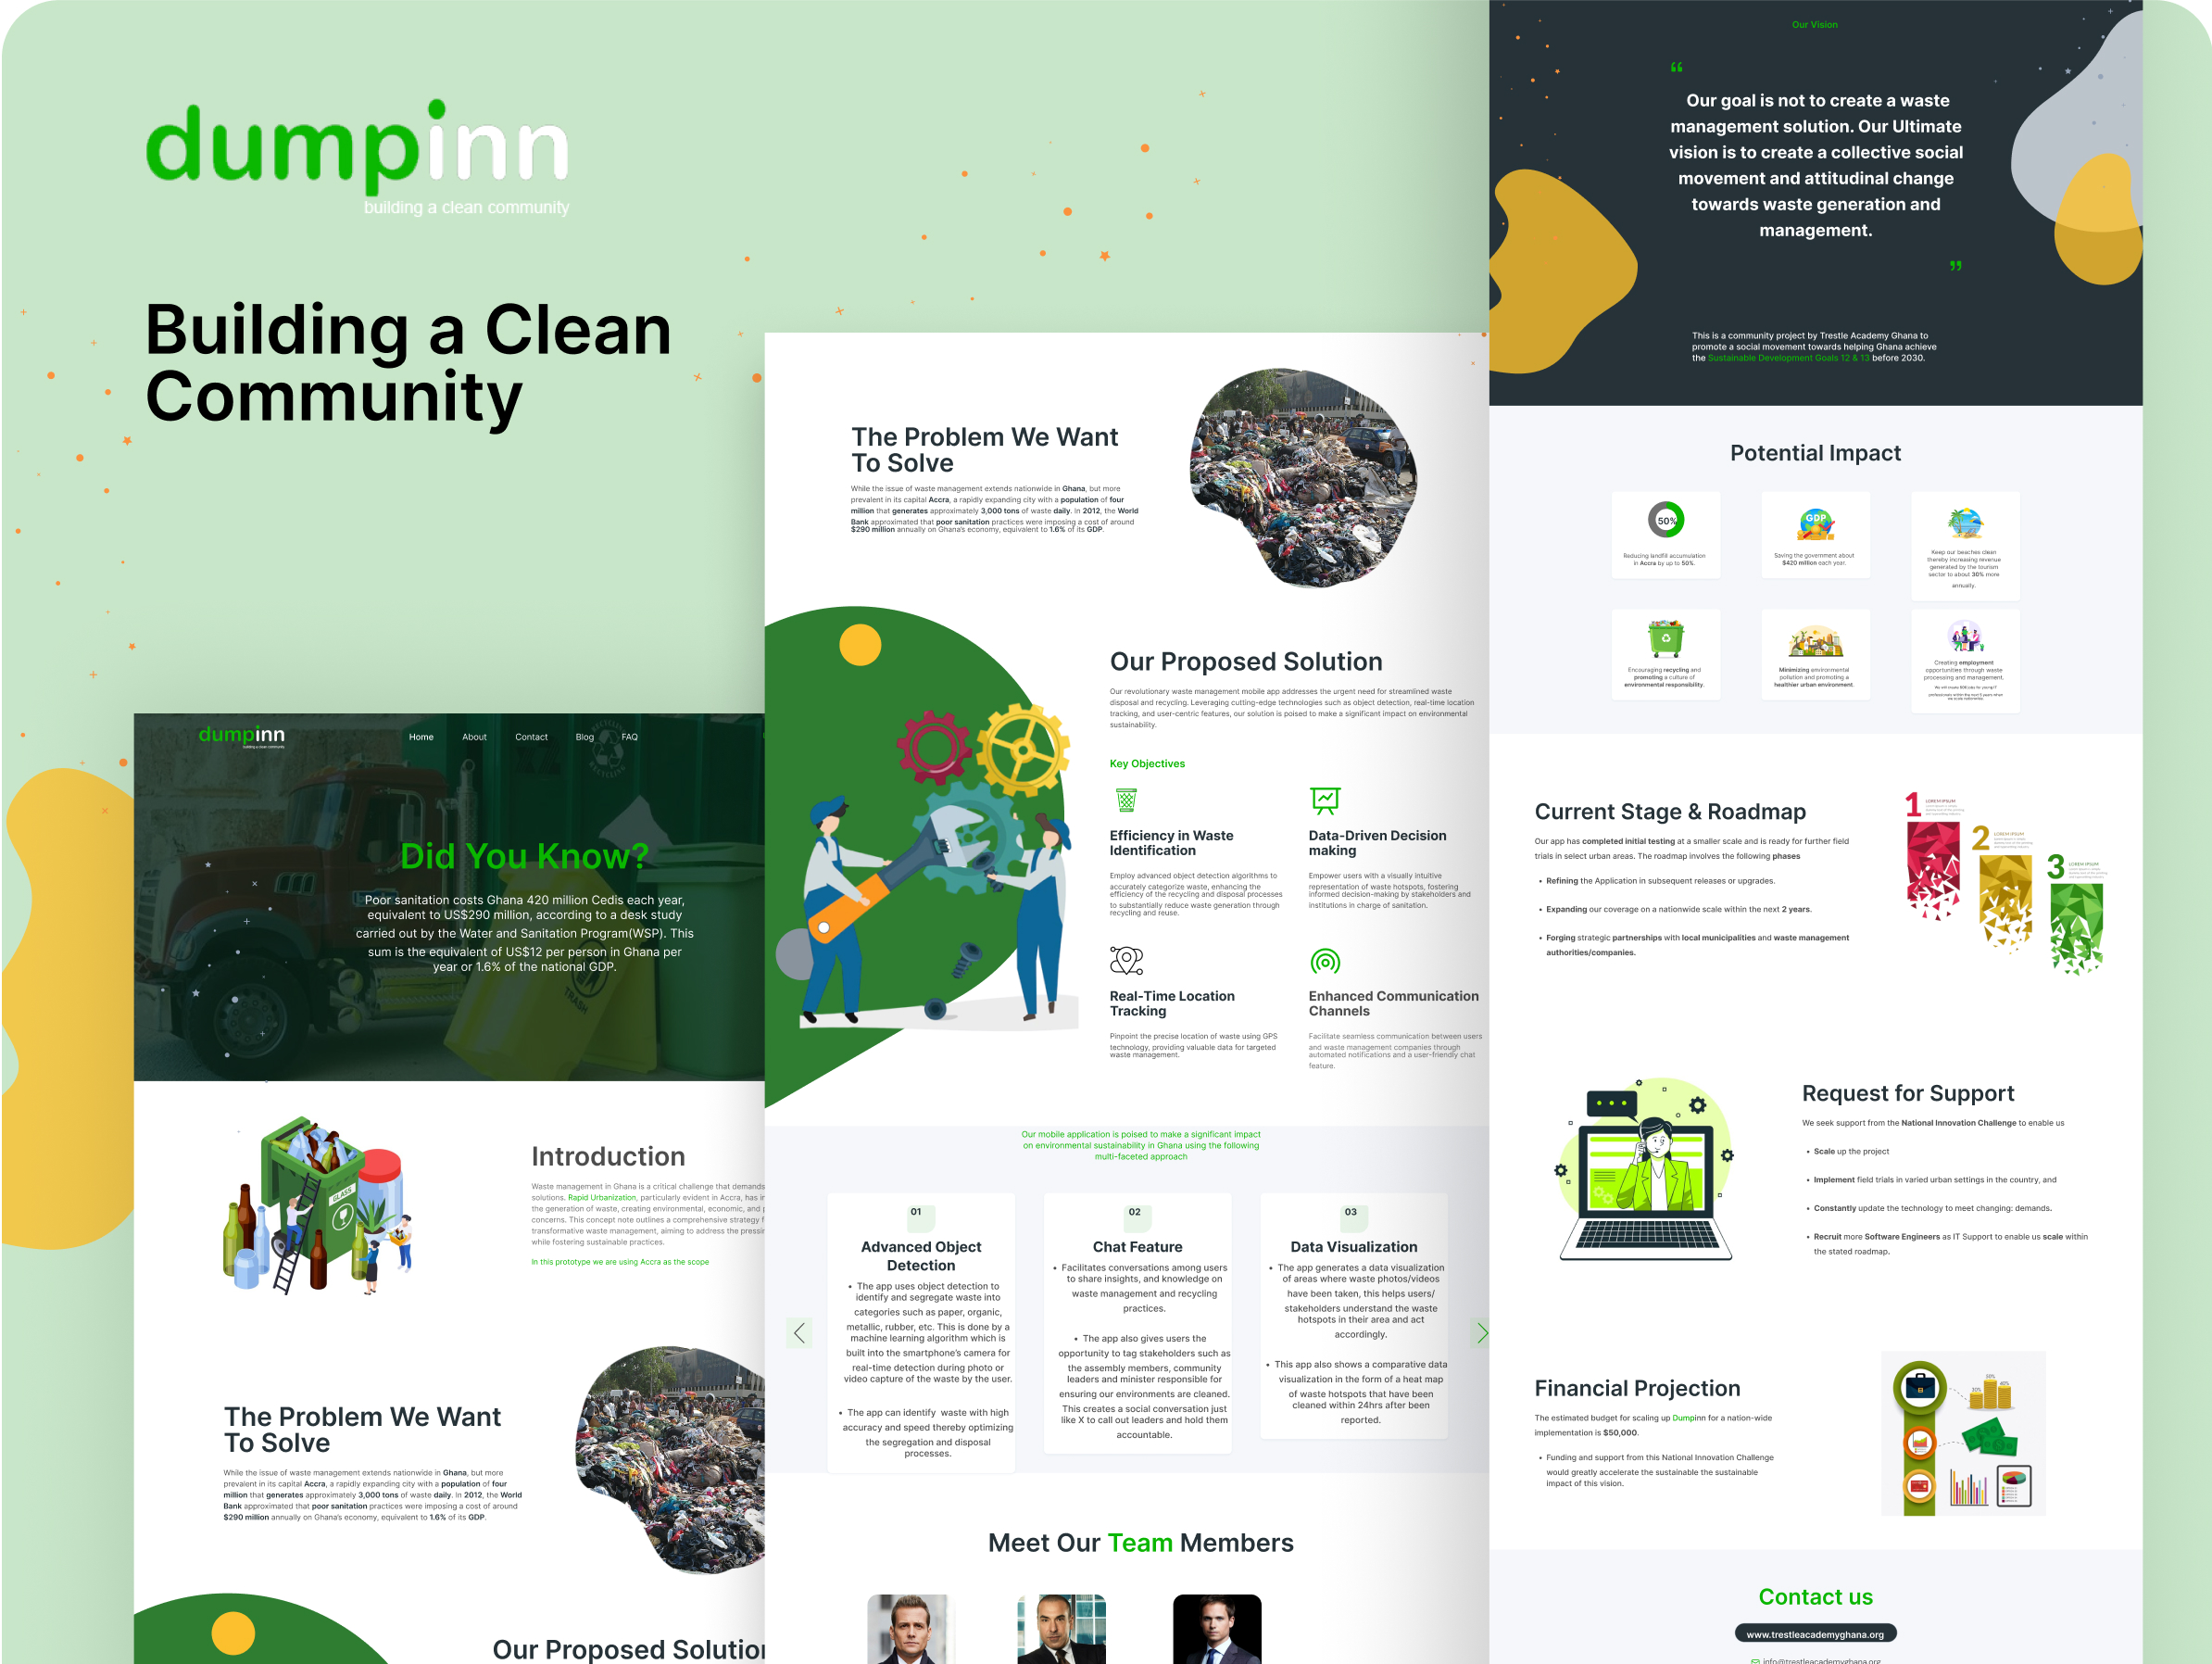 dumpinn
building a clean community
Building a Clean
Community
dumpinn
building a clean community
Home
About
Contact
Blog
FAQ
RECYCLING
Did You Know?
Poor sanitation costs Ghana 420 million Cedis each year,
equivalent to US$290 million, according to a desk study
carried out by the Water and Sanitation Program(WSP). This
sum is the equivalent of US$12 per person in Ghana per
year or 1.6% of the national GDP.
TRASH
GLASS
Introduction
Waste management in Ghana is a critical challenge that demands
solutions. Rapid Urbanization, particularly evident in Accra, has
the generation of waste, creating environmental, economic, and
concerns. This concept note outlines a comprehensive strategy
transformative waste management, aiming to address the
while fostering sustainable practices.
In this prototype we are using Accra as the scope
The Problem We Want
To Solve
While the issue of waste management extends nationwide in Ghana, but more
prevalent in its capital Accra, a rapidly expanding city with a population of four
million that generates approximately 3,000 tons of waste daily. In 2012, the World
Bank approximated that poor sanitation practices were imposing a cost of around
$290 million annually on Ghana's economy, equivalent to 1.6% of its GDP.
Our Proposed Solution
The Problem We Want
To Solve
While the issue of waste management extends nationwide in Ghana, but more
prevalent in its capital Accra, a rapidly expanding city with a population of four
million that generates approximately 3,000 tons of waste daily. In 2012, the World
Bank approximated that poor sanitation practices were imposing a cost of around
$290 million annually on Ghana's economy, equivalent to 1.6% of its GDP.
Our Proposed Solution
Our revolutionary waste management mobile app addresses the urgent need for streamlined waste
disposal and recycling. Leveraging cutting-edge technologies such as object detection, real-time location
tracking, and user-centric features, our solution is poised to make a significant impact on environmental
sustainability.
Key Objectives
Efficiency in Waste
Identification
Employ advanced object detection algorithms to
accurately categorize waste, enhancing the
efficiency of the recycling and disposal processes
to substantially reduce waste generation through
recycling and reuse.
Data-Driven Decision
making
Empower users with a visually intuitive
representation of waste hotspots, fostering
informed decision-making by stakeholders and
institutions in charge of sanitation.
Real-Time Location
Tracking
Pinpoint the precise location of waste using GPS
technology, providing valuable data for targeted
waste management.
Enhanced Communication
Channels
Facilitate seamless communication between users
and waste management companies through
automated notifications and a user-friendly chat
feature.
Our mobile application is poised to make a significant impact
on environmental sustainability in Ghana using the following
multi-faceted approach
01
Advanced Object
Detection
• The app uses object detection to
identify and segregate waste into
categories such as paper, organic,
metallic, rubber, etc. This is done by a
machine learning algorithm which is
built into the smartphone's camera for
real-time detection during photo or
video capture of the waste by the user.
• The app can identify waste with high
accuracy and speed thereby optimizing
the segregation and disposal
processes.
02
Chat Feature
• Facilitates conversations among users
to share insights, and knowledge on
waste management and recycling
practices.
• The app also gives users the
opportunity to tag stakeholders such as
the assembly members, community
leaders and minister responsible for
ensuring our environments are cleaned.
This creates a social conversation just
like X to call out leaders and hold them
accountable.
03
Data Visualization
• The app generates a data visualization
of areas where waste photos/videos
have been taken, this helps users/
stakeholders understand the waste
hotspots in their area and act
accordingly.
• This app also shows a comparative data
visualization in the form of a heat map
of waste hotspots that have been
cleaned within 24hrs after been
reported.
Meet Our Team Members
Our Vision
“
Our goal is not to create a waste
management solution. Our Ultimate
vision is to create a collective social
movement and attitudinal change
towards waste generation and
management.
”
This is a community project by Trestle Academy Ghana to
promote a social movement towards helping Ghana achieve
the Sustainable Development Goals 12 & 13 before 2030.
Potential Impact
50%
Reducing landfill accumulation
in Accra by up to 50%.
GDP
Saving the government about
$420 million each year.
Keep our beaches clean
thereby increasing revenue
generated by the tourism
sector to about 30% more
annually.
Encouraging recycling and
promoting a culture of
environmental responsibility.
Minimizing environmental
pollution and promoting a
healthier urban environment.
Creating employment
opportunities through waste
processing and management.
Current Stage & Roadmap
Our app has completed initial testing at a smaller scale and is ready for further field
trials in select urban areas. The roadmap involves the following phases
• Refining the Application in subsequent releases or upgrades.
• Expanding our coverage on a nationwide scale within the next 2 years.
• Forging strategic partnerships with local municipalities and waste management
authorities/companies.
1
LOREM IPSUM
2
LOREM IPSUM
3
LOREM IPSUM
Request for Support
We seek support from the National Innovation Challenge to enable us
• Scale up the project
• Implement field trials in varied urban settings in the country, and
• Constantly update the technology to meet changing: demands.
• Recruit more Software Engineers as IT Support to enable us scale within
the stated roadmap.
Financial Projection
The estimated budget for scaling up Dumpinn for a nation-wide
implementation is $50,000.
• Funding and support from this National Innovation Challenge
would greatly accelerate the sustainable the sustainable
impact of this vision.
Contact us
www.trestleacademyghana.org
info@trestleacademyghana.org